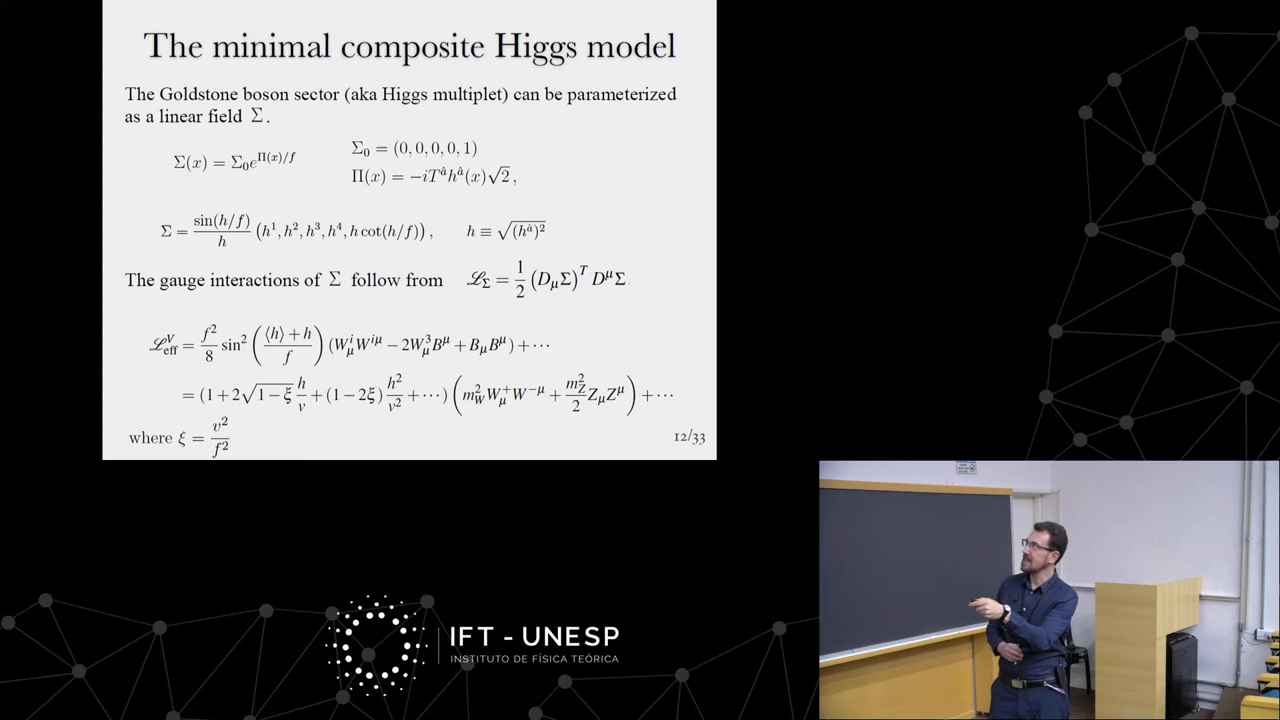 The minimal composite Higgs model
The Goldstone boson sector (aka Higgs multiplet) can be parameterized
as a linear field Σ.
Σ(x) = Σ₀e^{Π(x)/f}
Σ₀ = (0, 0, 0, 0, 1)
Π(x) = −iT^â h^â(x)√2 ,
Σ = sin(h/f)/h (h¹, h², h³, h⁴, h cot(h/f)) , h ≡ √(h^â)²
The gauge interactions of Σ follow from ℒ_Σ = 1/2 (D_μΣ)^T D^μΣ
ℒ^V_eff = f²/8 sin² ((⟨h⟩ + h)/f) (W^i_μ W^{iμ} − 2W^3_μ B^μ + B_μ B^μ) + ⋯
= (1 + 2√(1 − ξ) h/v + (1 − 2ξ) h²/v² + ⋯) (m²_W W^+_μ W^{−μ} + m²_Z/2 Z_μ Z^μ) + ⋯
where ξ = v²/f²
12/33
IFT - UNESP
INSTITUTO DE FÍSICA TEÓRICA